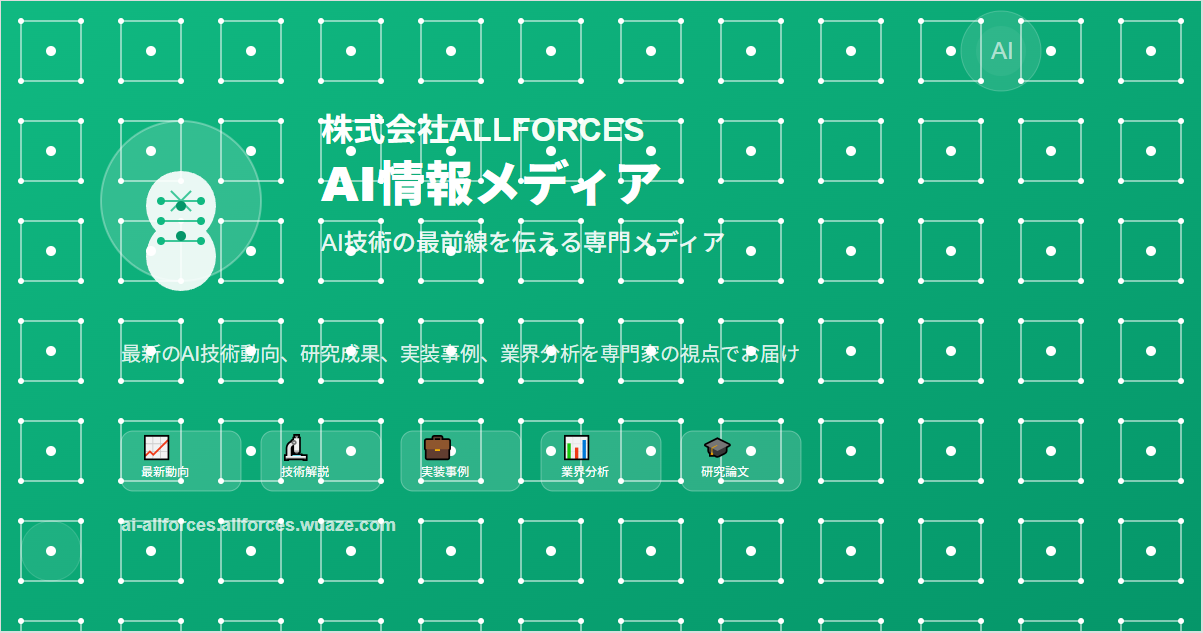 AI
株式会社ALLFORCES
AI情報メディア
AI技術の最前線を伝える専門メディア
最新のAI技術動向、研究成果、実装事例、業界分析を専門家の視点でお届け
最新動向
技術解説
実装事例
業界分析
研究論文
ai-allforces.allforces.wuaze.com